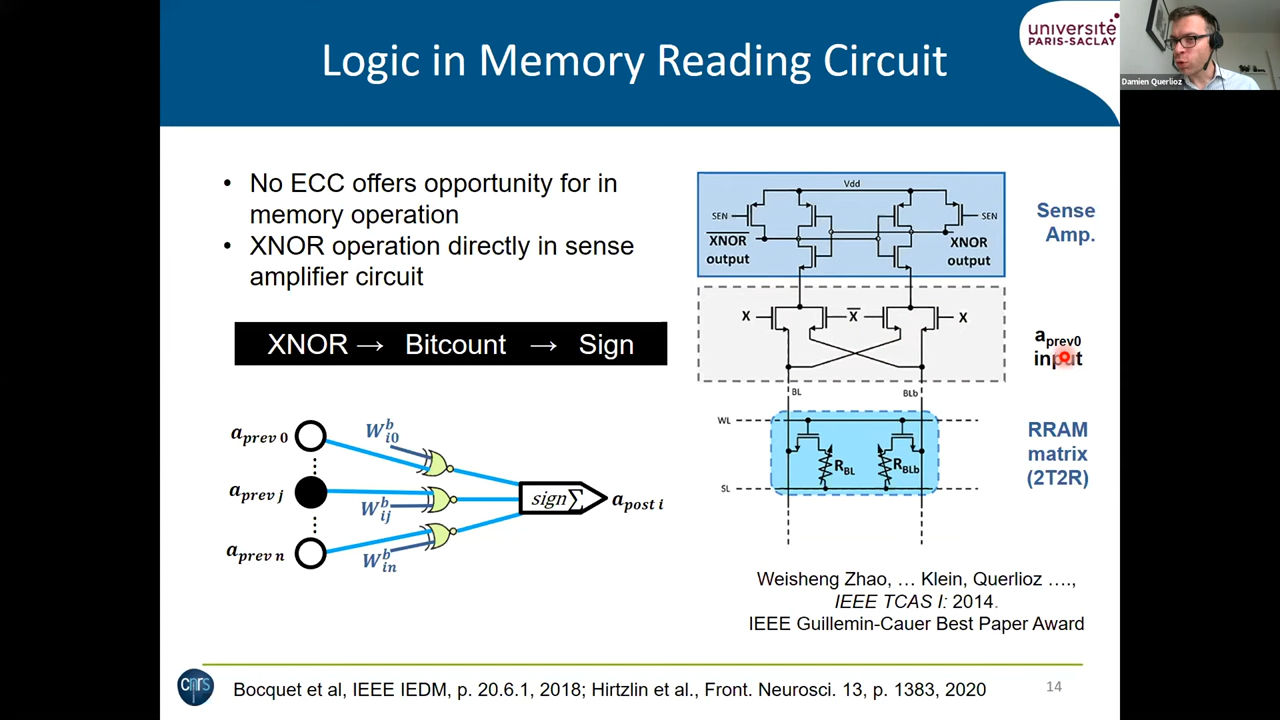 Logic in Memory Reading Circuit
université
PARIS-SACLAY
Damien Querlioz
• No ECC offers opportunity for in
memory operation
• XNOR operation directly in sense
amplifier circuit
XNOR → Bitcount → Sign
a_prev 0
W^b_i0
a_prev j
W^b_ij
sign∑
a_post i
a_prev n
W^b_in
Vdd
SEN
SEN
XNOR
output
XNOR
output
Sense
Amp.
X
X̅
X
a_prev0
input
BL
BLb
WL
R_BL
R_BLb
SL
RRAM
matrix
(2T2R)
Weisheng Zhao, … Klein, Querlioz ….,
IEEE TCAS I: 2014.
IEEE Guillemin-Cauer Best Paper Award
cnrs
Bocquet et al, IEEE IEDM, p. 20.6.1, 2018; Hirtzlin et al., Front. Neurosci. 13, p. 1383, 2020
14